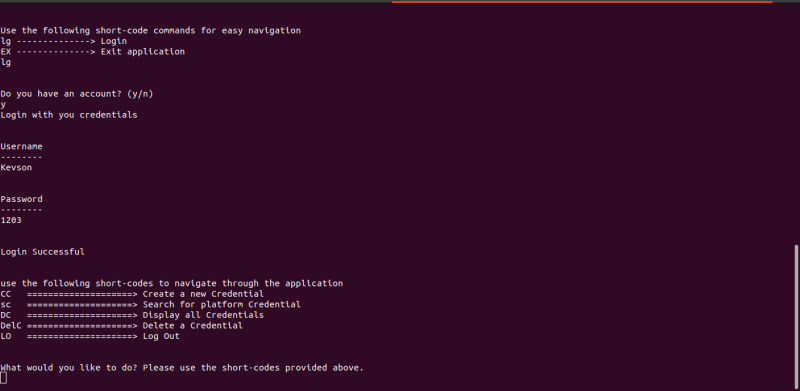 Use the following short-code commands for easy navigation
lg --------------> Login
EX --------------> Exit application
lg
Do you have an account? (y/n)
y
Login with you credentials
Username
--------
Kevson
Password
--------
1203
Login Successful
use the following short-codes to navigate through the application
CC   ====================> Create a new Credential
sc   ====================> Search for platform Credential
DC   ====================> Display all Credentials
DelC ====================> Delete a Credential
LO   ====================> Log Out
What would you like to do? Please use the short-codes provided above.